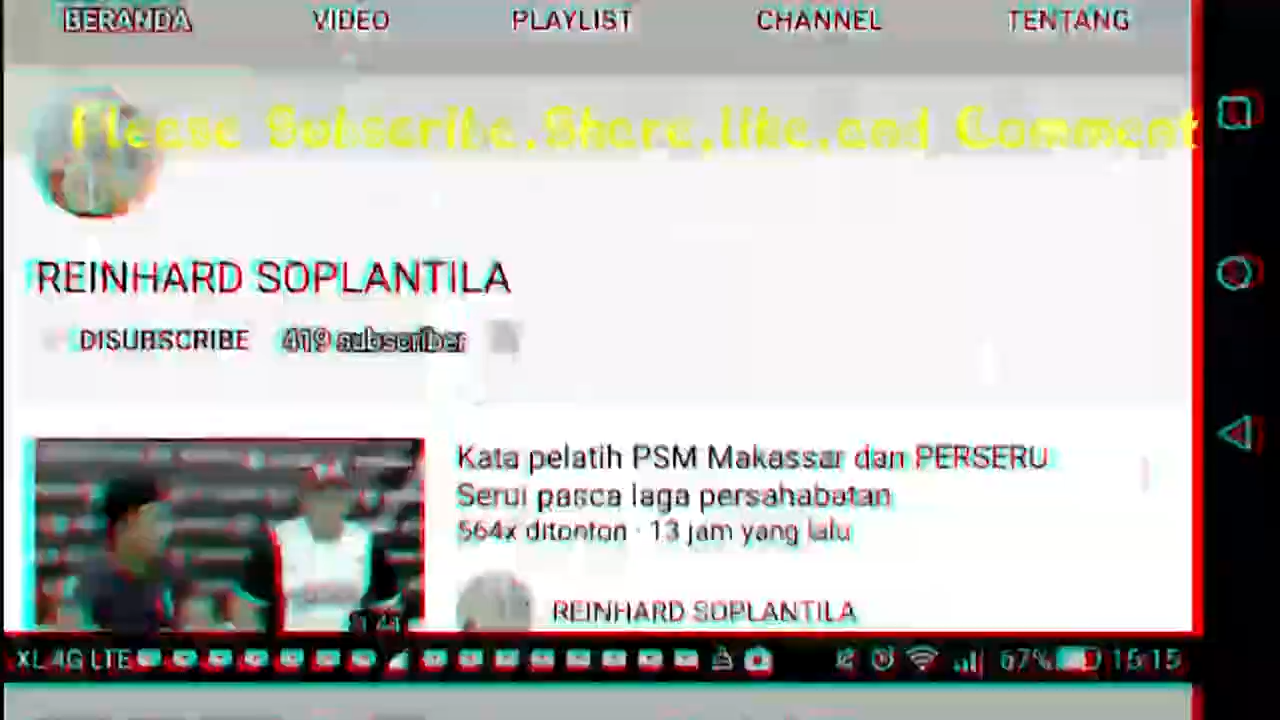 BERANDA VIDEO PLAYLIST CHANNEL TENTANG
Please Subscribe,Share,like,and Comment
REINHARD SOPLANTILA
DISUBSCRIBE 419 subscriber
Kata pelatih PSM Makassar dan PERSERU
Serui pasca laga persahabatan
564x ditonton · 13 jam yang lalu
REINHARD SOPLANTILA
XL 4G LTE 67% 15:15